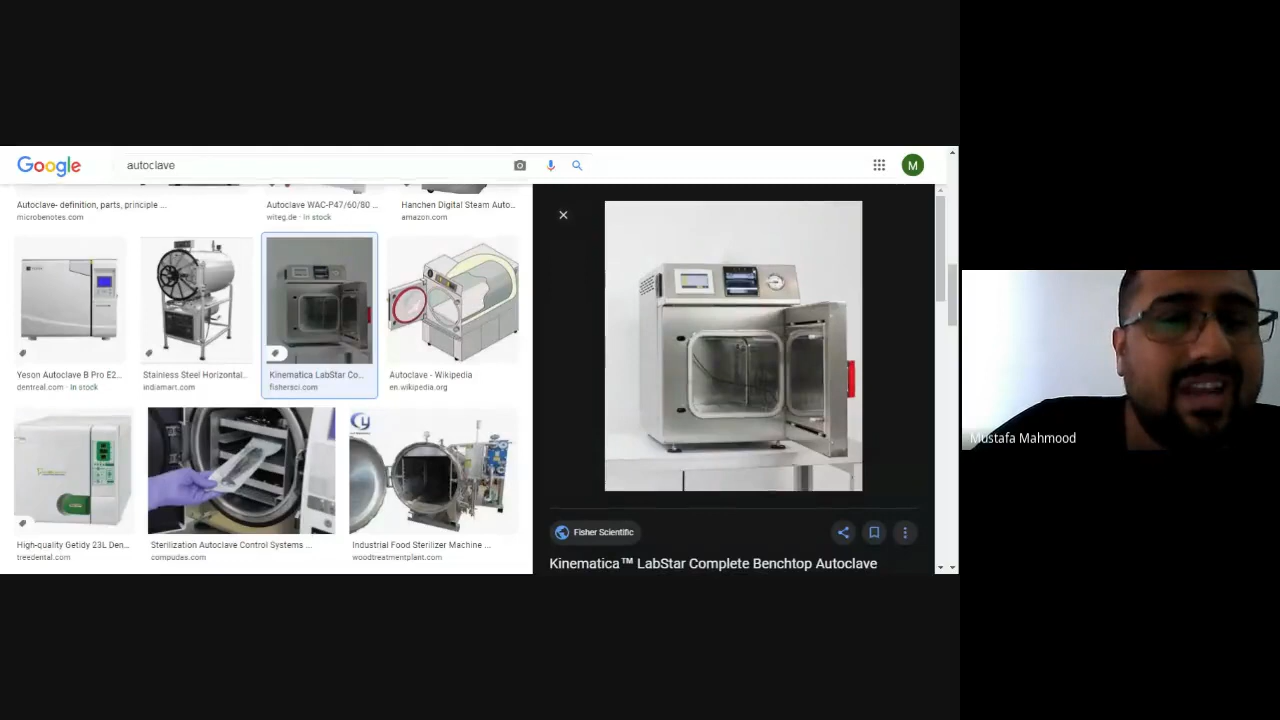 Google
autoclave
M
Autoclave- definition, parts, principle ...
microbenotes.com
Autoclave WAC-P47/60/80 ...
witeg.de · In stock
Hanchen Digital Steam Auto...
amazon.com
Yeson Autoclave B Pro E2...
dentreal.com · In stock
Stainless Steel Horizontal...
indiamart.com
Kinematica LabStar Co...
fishersci.com
Autoclave - Wikipedia
en.wikipedia.org
High-quality Getidy 23L Den...
treedental.com
Sterilization Autoclave Control Systems ...
compudas.com
Industrial Food Sterilizer Machine ...
woodtreatmentplant.com
Fisher Scientific
Kinematica™ LabStar Complete Benchtop Autoclave
Mustafa Mahmood